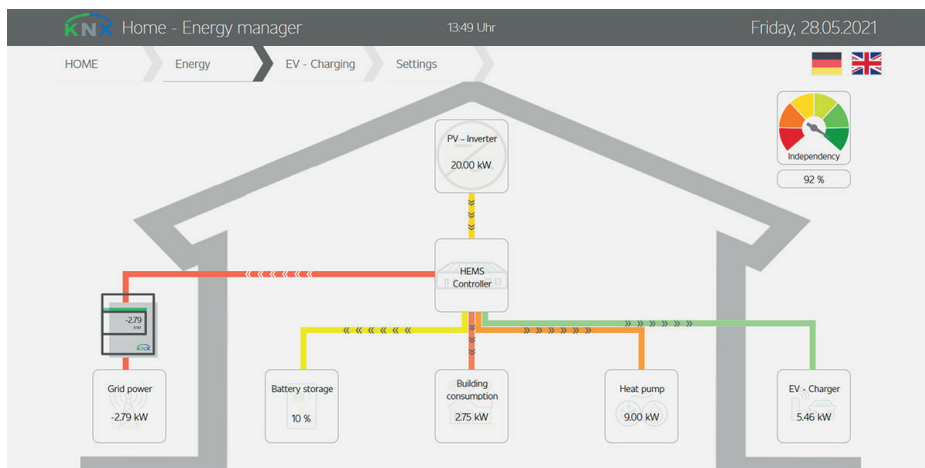 KNX Home - Energy manager 13:49 Uhr Friday, 28.05.2021
HOME Energy EV - Charging Settings
PV - Inverter
20.00 kW
Independency
92 %
HEMS
Controller
-2.79
KNX
Grid power
-2.79 kW
Battery storage
10 %
Building
consumption
2.75 kW
Heat pump
9.00 kW
EV - Charger
5.46 kW